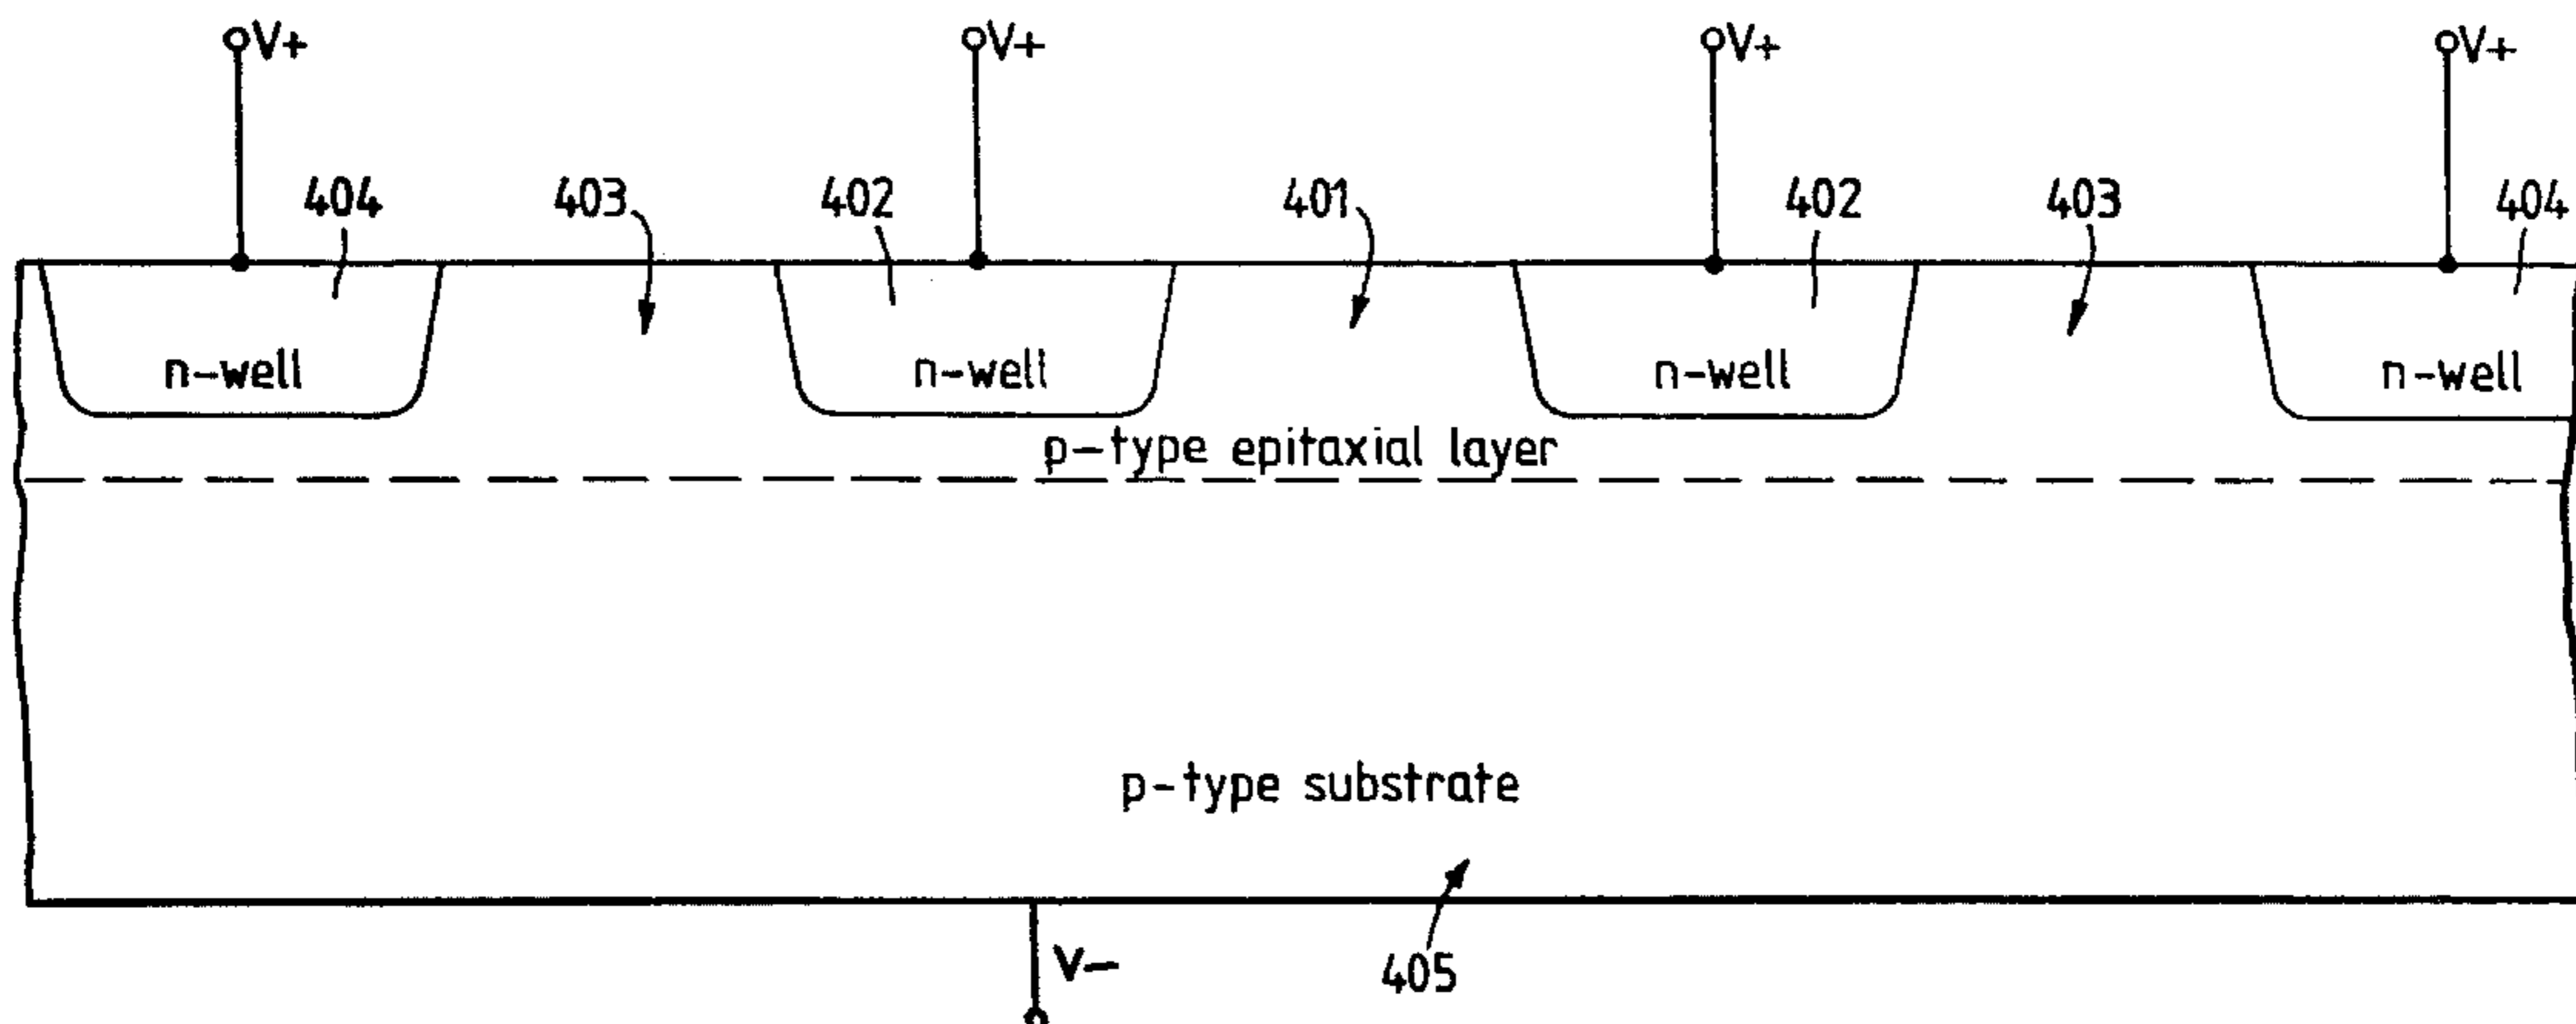 V+ V+ V+ V+
404 403 402 401 402 403 404
n-well n-well n-well n-well
p-type epitaxial layer
p-type substrate
V-
405